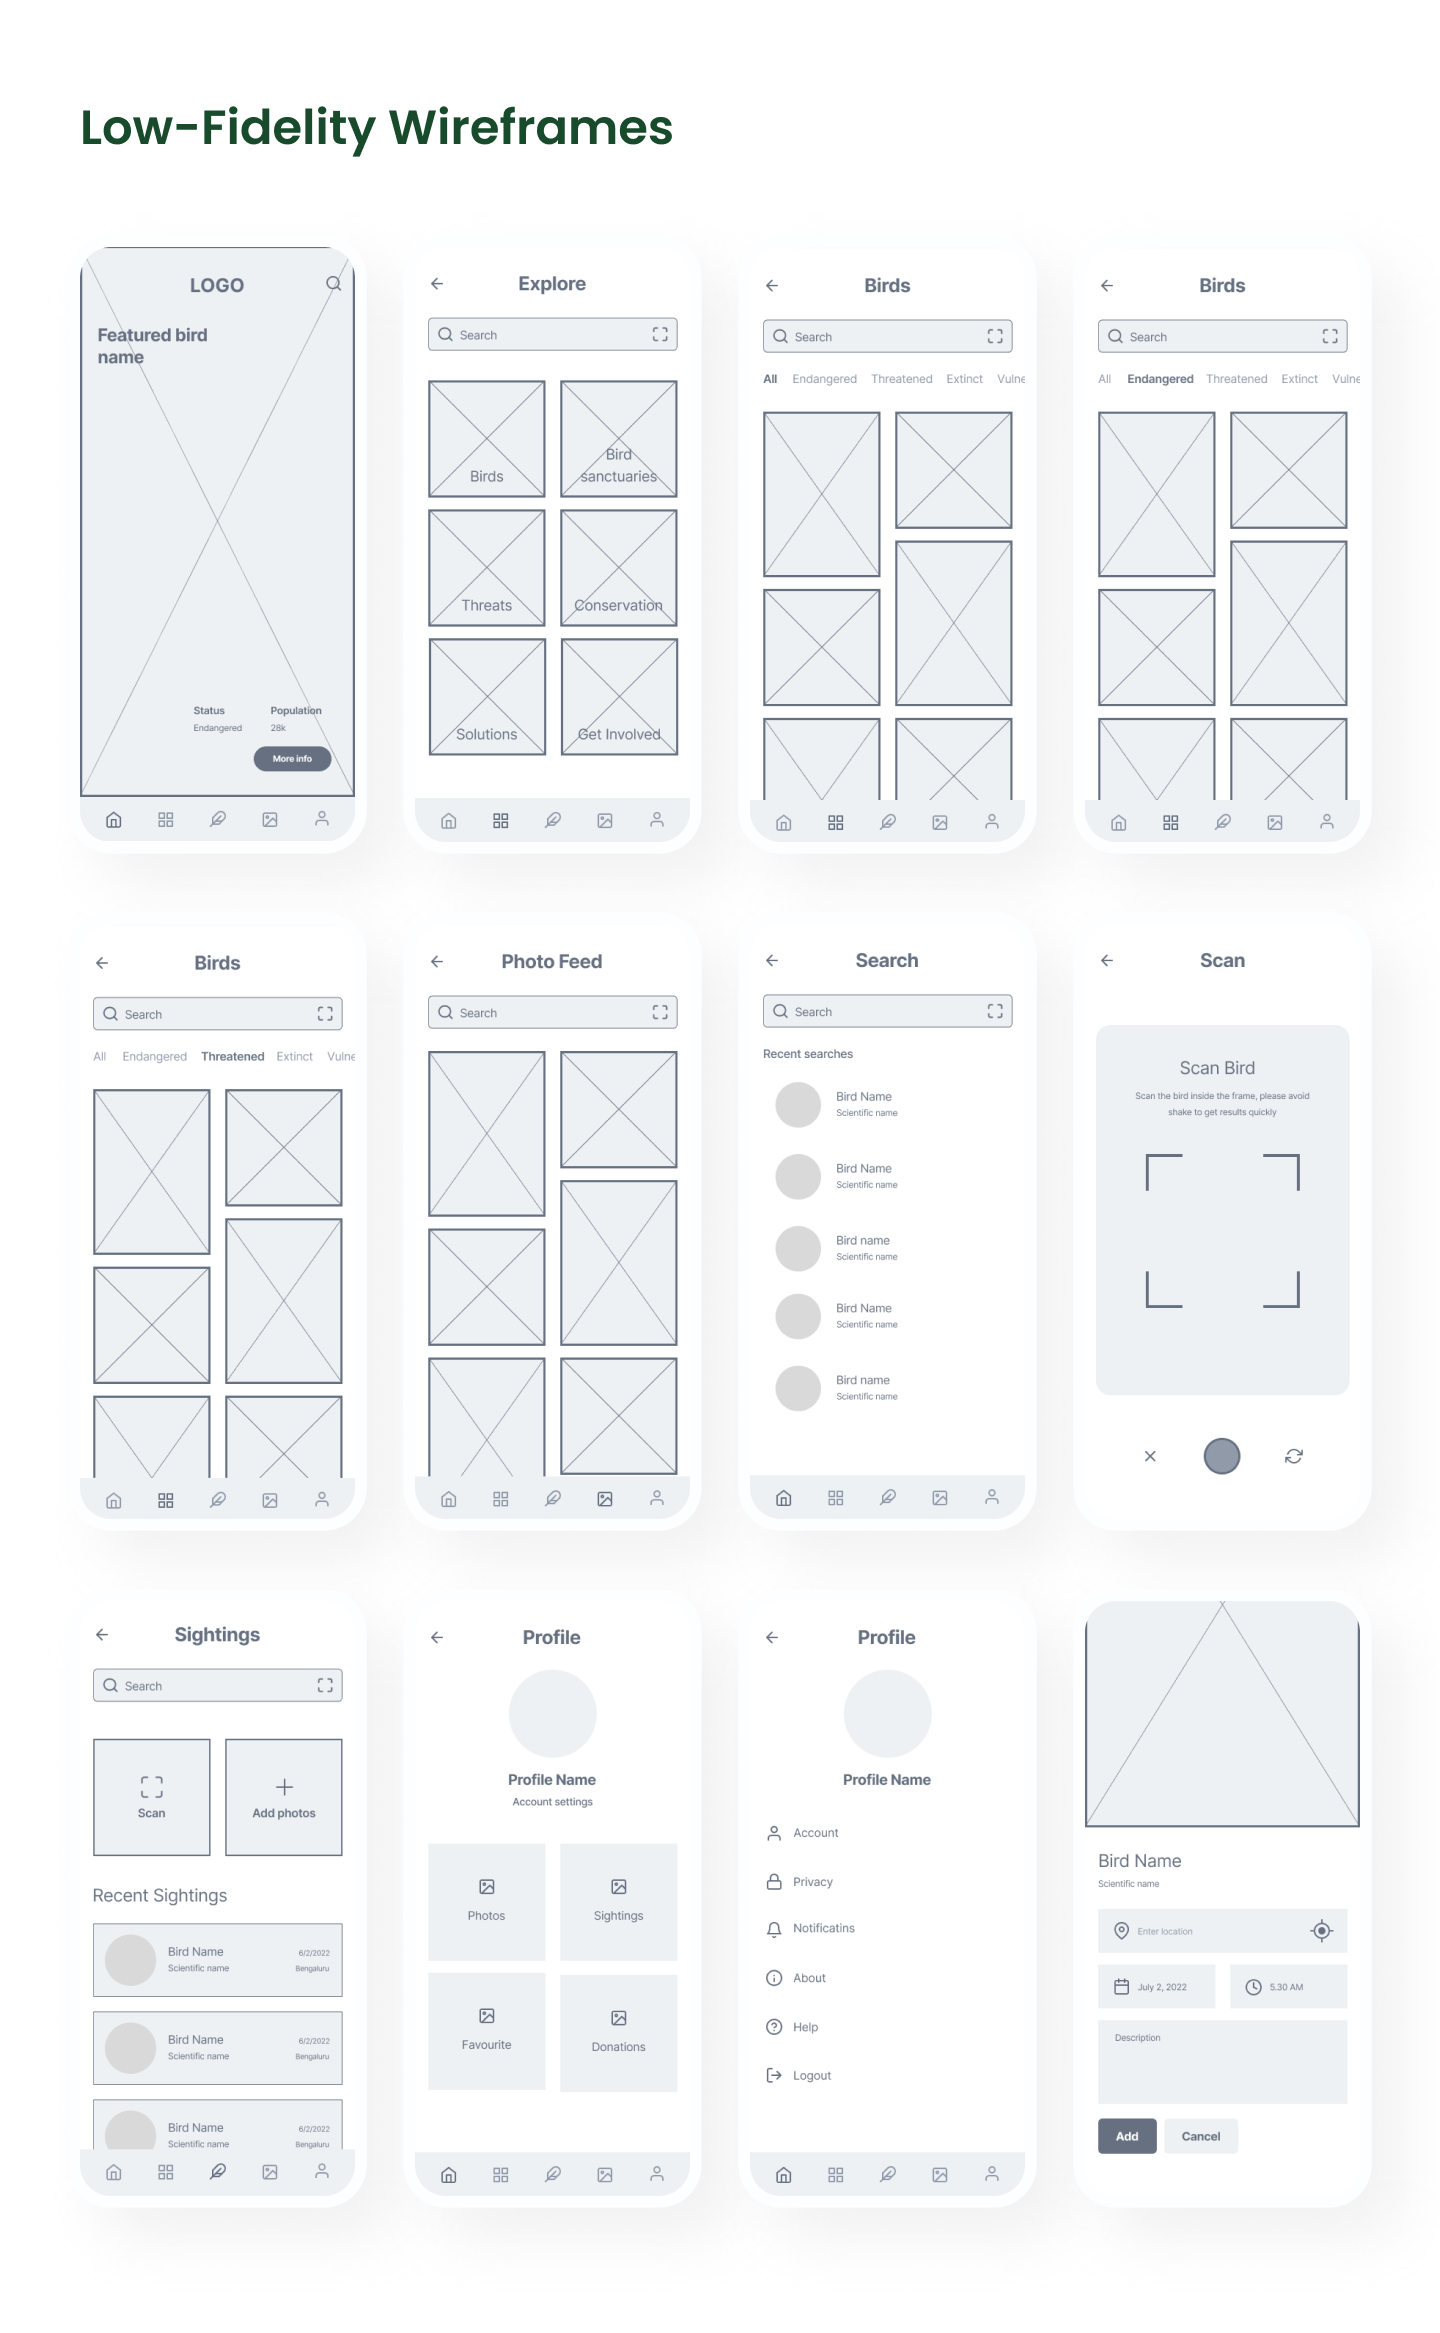 Low-Fidelity Wireframes
LOGO
Featured bird
name
Status Population
Endangered 28k
More info
Explore
Search
Birds
Bird
sanctuaries
Threats
Conservation
Solutions
Get Involved
Birds
Search
All Endangered Threatened Extinct Vulne
Birds
Search
All Endangered Threatened Extinct Vulne
Birds
Search
All Endangered Threatened Extinct Vulne
Photo Feed
Search
Search
Search
Recent searches
Bird Name
Scientific name
Bird Name
Scientific name
Bird name
Scientific name
Bird Name
Scientific name
Bird name
Scientific name
Scan
Scan Bird
Scan the bird inside the frame, please avoid
shake to get results quickly
Sightings
Search
Scan
Add photos
Recent Sightings
Bird Name 6/2/2022
Scientific name Bengaluru
Bird Name 6/2/2022
Scientific name Bengaluru
Bird Name 6/2/2022
Scientific name Bengaluru
Profile
Profile Name
Account settings
Photos
Sightings
Favourite
Donations
Profile
Profile Name
Account
Privacy
Notificatins
About
Help
Logout
Bird Name
Scientific name
Enter location
July 2, 2022 5.30 AM
Description
Add Cancel